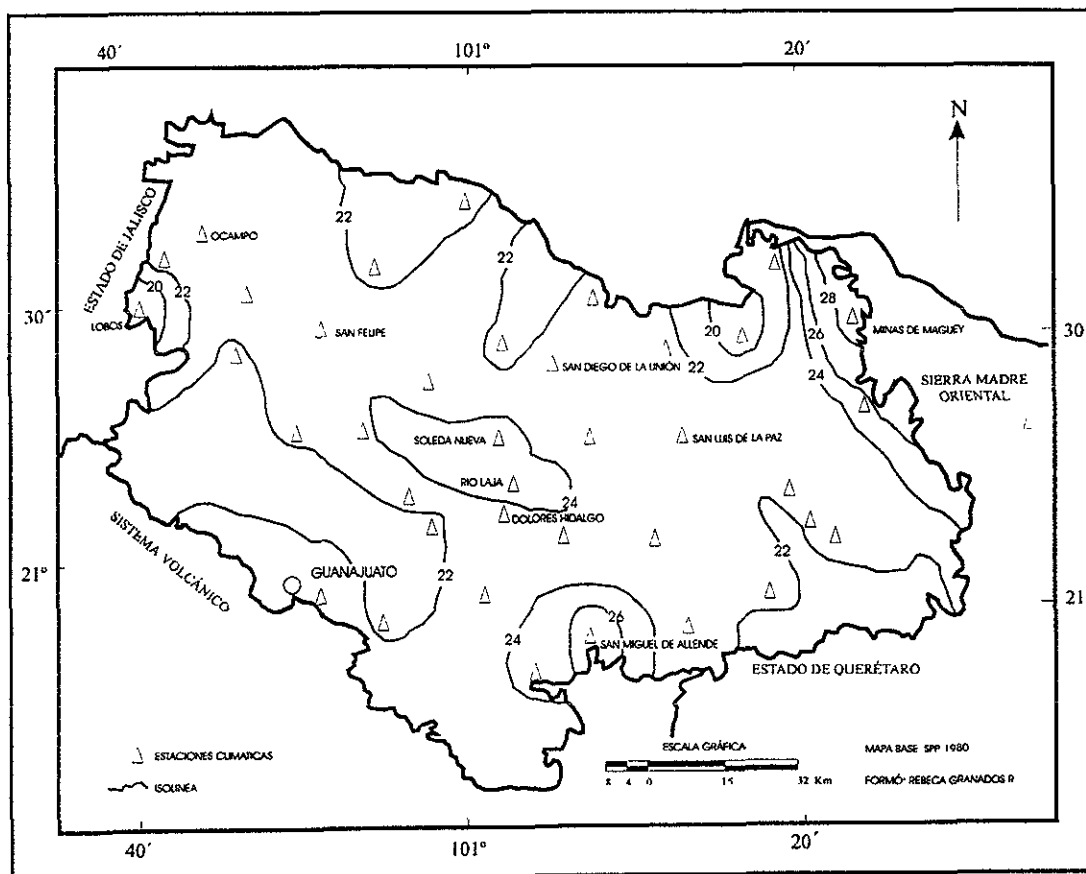 40´ 101° 20´
N
ESTADO DE JALISCO
22
OCAMPO
22
20 22
28
30´
LOBOS
SAN FELIPE
20
26
MINAS DE MAGUEY
30
22
24
SAN DIEGO DE LA UNIÓN
SIERRA MADRE
ORIENTAL
SOLEDA NUEVA
SAN LUIS DE LA PAZ
RIO LAJA
24
DOLORES HIDALGO
SISTEMA VOLCÁNICO
22
21°
GUANAJUATO
22
21
24
26
SAN MIGUEL DE ALLENDE
ESTADO DE QUERÉTARO
ESTACIONES CLIMATICAS
ISOLINEA
ESCALA GRÁFICA
8 4 0 15 32 Km
MAPA BASE SPP 1980
FORMÓ· REBECA GRANADOS R
40´ 101° 20´